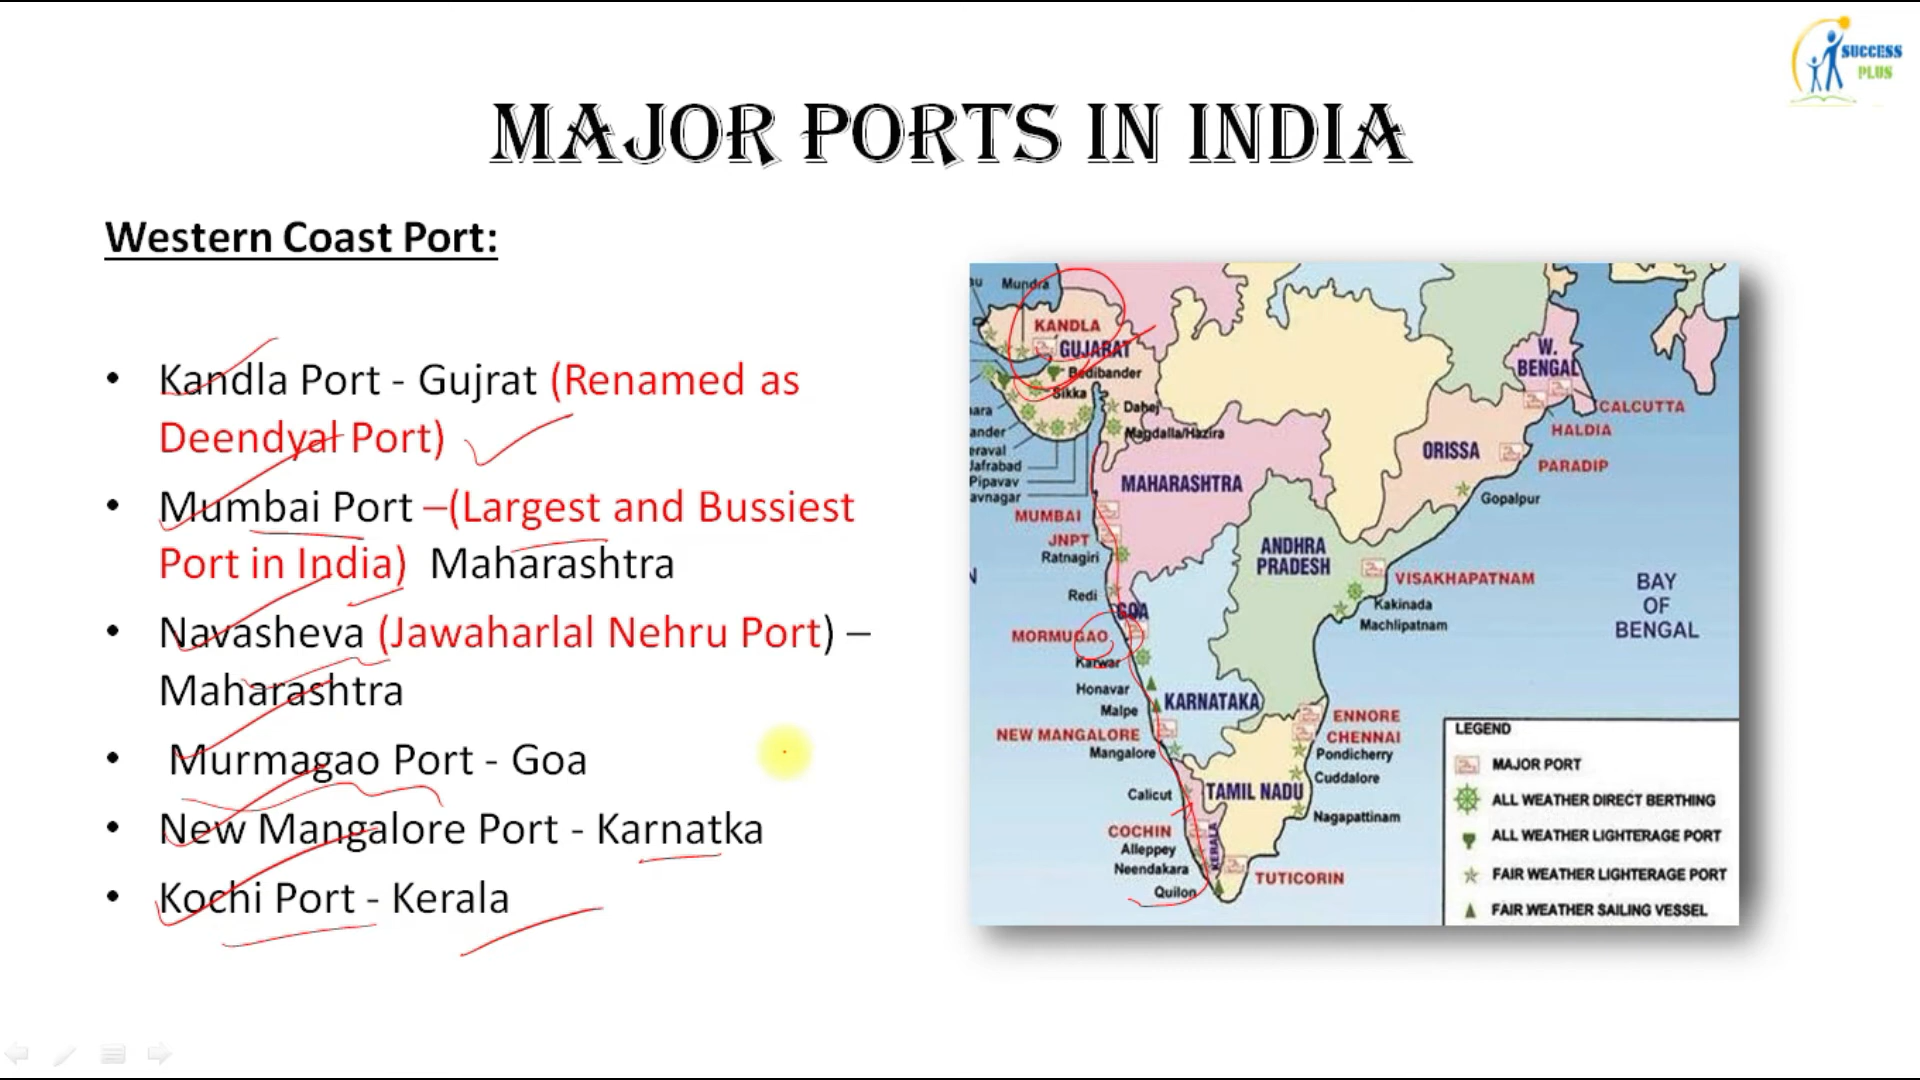 SUCCESS
PLUS
MAJOR PORTS IN INDIA
Western Coast Port:
• Kandla Port - Gujrat (Renamed as
Deendyal Port)
• Mumbai Port –(Largest and Bussiest
Port in India) Maharashtra
• Navasheva (Jawaharlal Nehru Port) –
Maharashtra
• Murmagao Port - Goa
• New Mangalore Port - Karnatka
• Kochi Port - Kerala
Mundra
KANDLA
GUJARAT
Bedibander
Sikka
Dahej
Magdalla/Hazira
ander
eraval
Jafrabad
Pipavav
avnagar
MAHARASHTRA
MUMBAI
JNPT
Ratnagiri
Redi
GOA
MORMUGAO
Karwar
Honavar
Malpe
KARNATAKA
NEW MANGALORE
Mangalore
Calicut
COCHIN
Alleppey
Neendakara
Quilon
KERALA
TAMIL NADU
TUTICORIN
W.
BENGAL
CALCUTTA
HALDIA
ORISSA
PARADIP
Gopalpur
ANDHRA
PRADESH
VISAKHAPATNAM
Kakinada
Machlipatnam
BAY
OF
BENGAL
ENNORE
CHENNAI
Pondicherry
Cuddalore
Nagapattinam
LEGEND
MAJOR PORT
ALL WEATHER DIRECT BERTHING
ALL WEATHER LIGHTERAGE PORT
FAIR WEATHER LIGHTERAGE PORT
FAIR WEATHER SAILING VESSEL